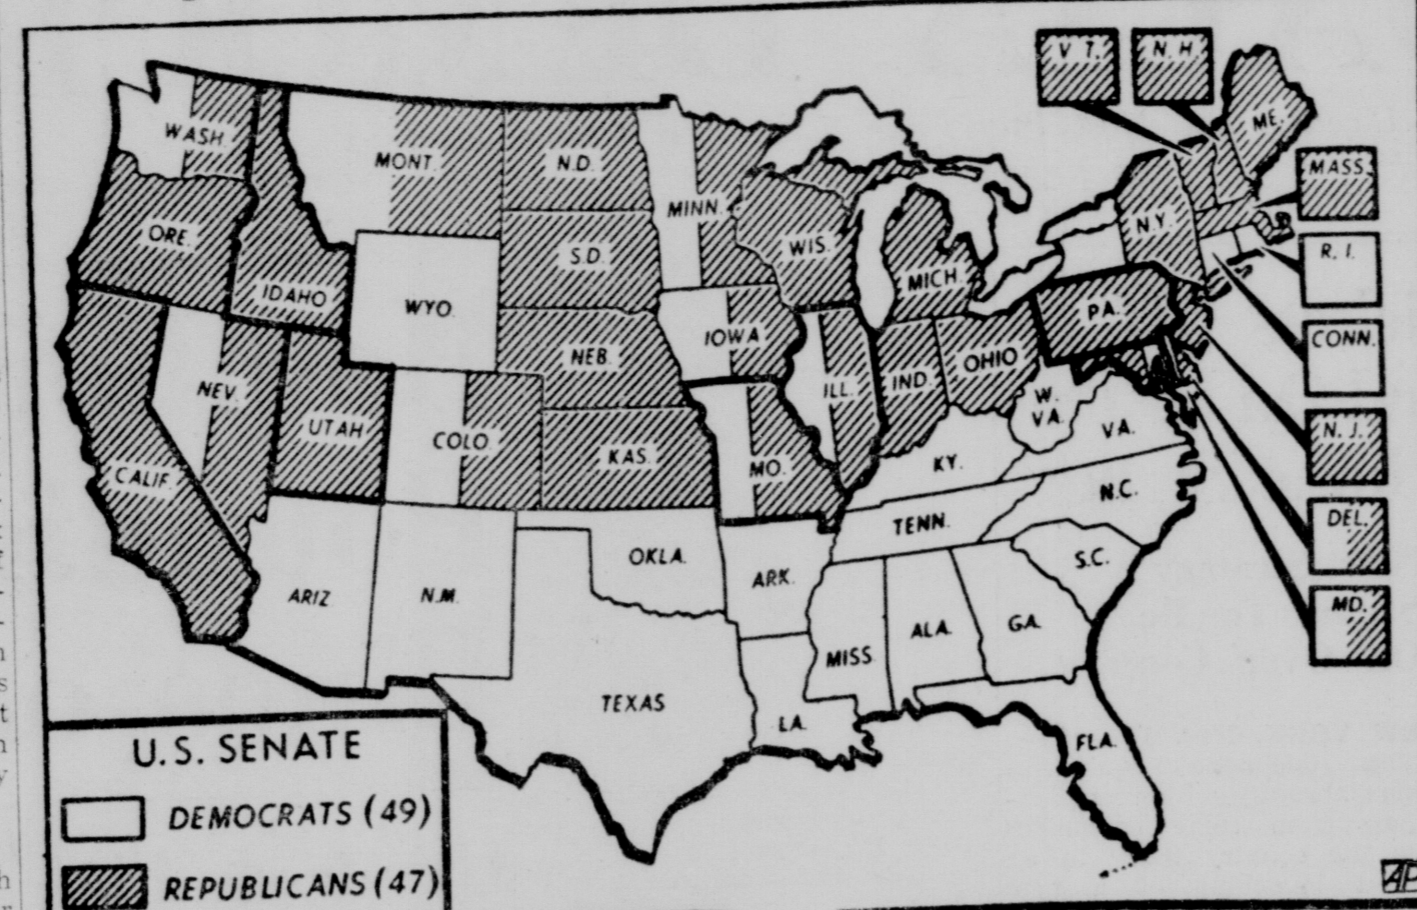 V T.
N. H.
ME.
WASH.
MONT.
N.D.
MINN.
MASS.
ORE.
IDAHO
S.D.
WIS.
MICH.
N.Y.
R. I.
WYO.
NEB.
IOWA
PA.
CONN.
NEV.
UTAH
COLO.
KAS.
MO.
ILL.
IND.
OHIO
W.
VA.
VA.
KY.
N. J.
CALIF.
TENN.
N.C.
DEL.
ARIZ
N.M.
OKLA.
ARK.
S.C.
MD.
TEXAS
LA.
MISS.
ALA.
GA.
FLA.
U.S. SENATE
DEMOCRATS (49)
REPUBLICANS (47)
AP